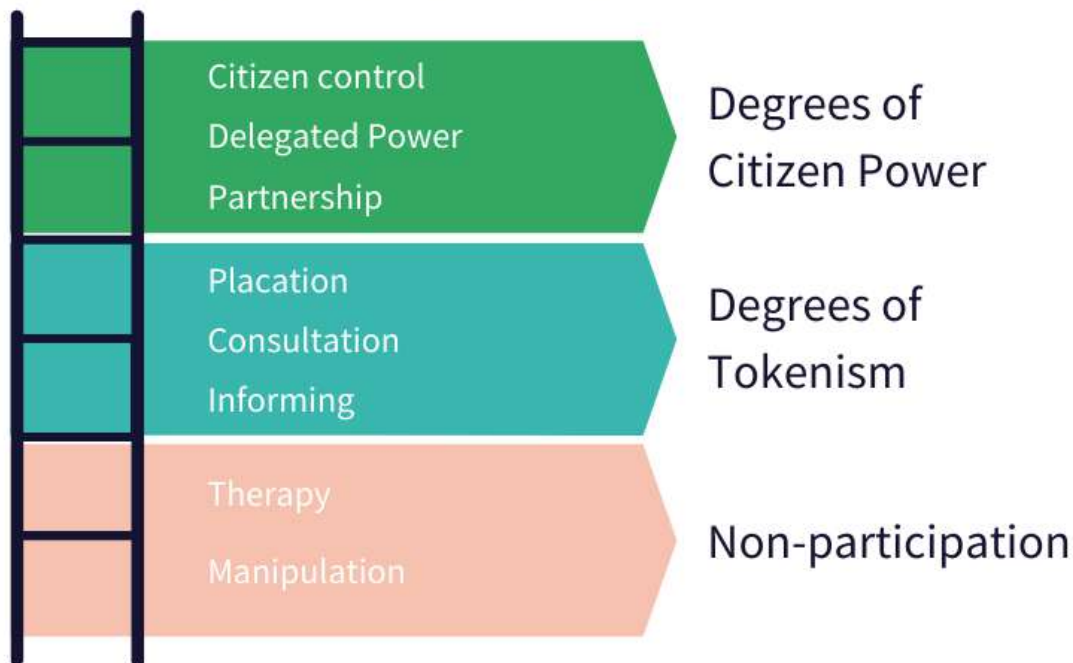 Citizen control
Delegated Power
Partnership
Degrees of
Citizen Power
Placation
Consultation
Informing
Degrees of
Tokenism
Therapy
Manipulation
Non-participation